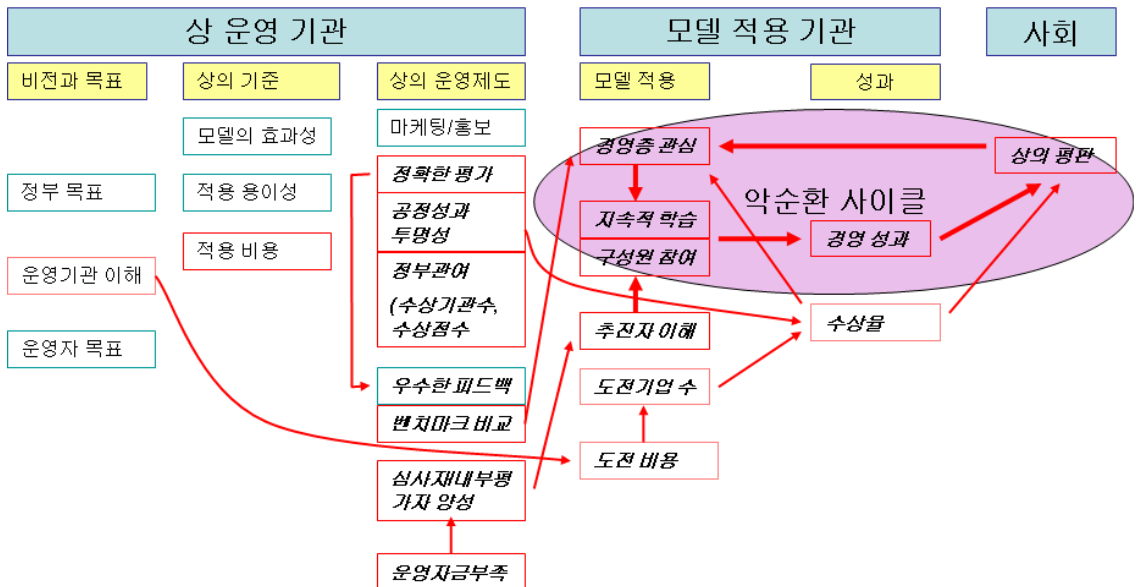 상 운영 기관
모델 적용 기관
사회
비전과 목표
상의 기준
상의 운영제도
모델 적용
성과
모델의 효과성
마케팅/홍보
경영층 관심
상의 평판
정확한 평가
정부 목표
적용 용이성
공정성과
투명성
지속적 학습
악순환 사이클
경영 성과
적용 비용
정부관여
(수상기관수,
수상점수
구성원 참여
운영기관 이해
수상율
추진자 이해
운영자 목표
우수한 피드백
도전기업 수
벤치마크 비교
도전 비용
심사재내부평
가자 양성
운영자금부족